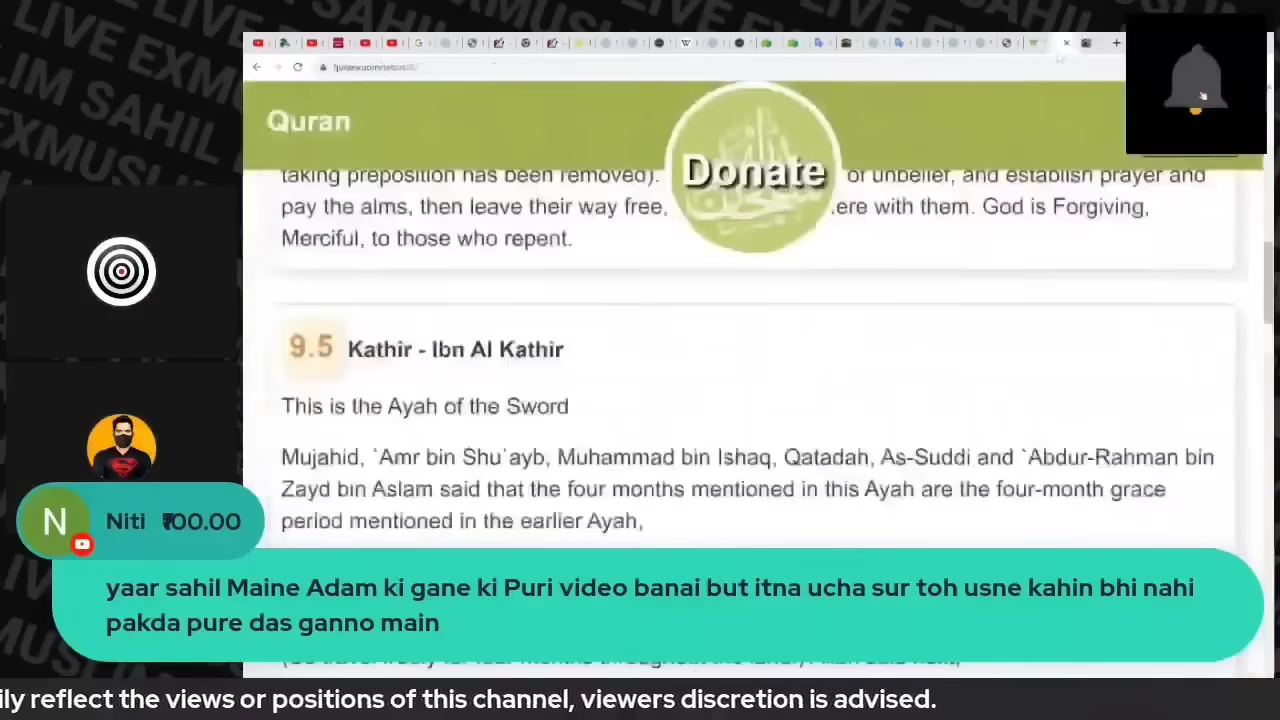 LIVE EXMUSLIM SAHIL
Quran
Donate
taking preposition has been removed). of unbelief, and establish prayer and
pay the alms, then leave their way free, ere with them. God is Forgiving,
Merciful, to those who repent.
9.5 Kathir - Ibn Al Kathir
This is the Ayah of the Sword
Mujahid, `Amr bin Shu`ayb, Muhammad bin Ishaq, Qatadah, As-Suddi and `Abdur-Rahman bin
Zayd bin Aslam said that the four months mentioned in this Ayah are the four-month grace
period mentioned in the earlier Ayah,
N
Niti
yaar sahil Maine Adam ki gane ki Puri video banai but itna ucha sur toh usne kahin bhi nahi
pakda pure das ganno main
ily reflect the views or positions of this channel, viewers discretion is advised.